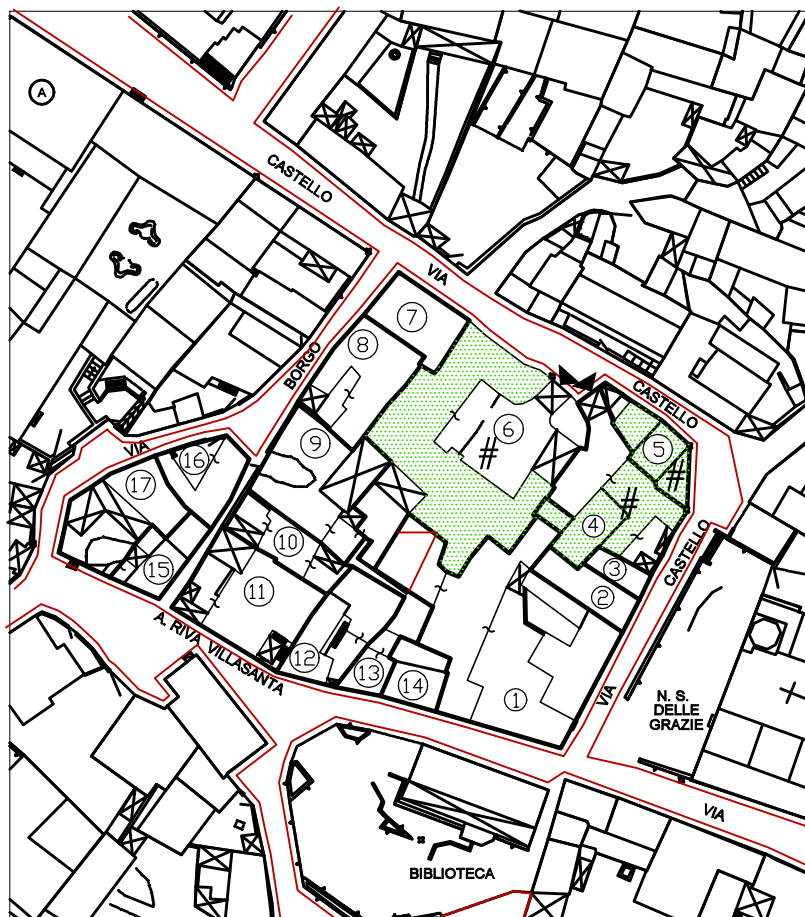 A
CASTELLO
VIA
7
8
BORGO
CASTELLO
6
5
#
#
#
VIA
16
9
17
4
10
3
CASTELLO
15
11
2
A. RIVA VILLASANTA
12
13
14
1
VIA
N. S.
DELLE
GRAZIE
VIA
BIBLIOTECA